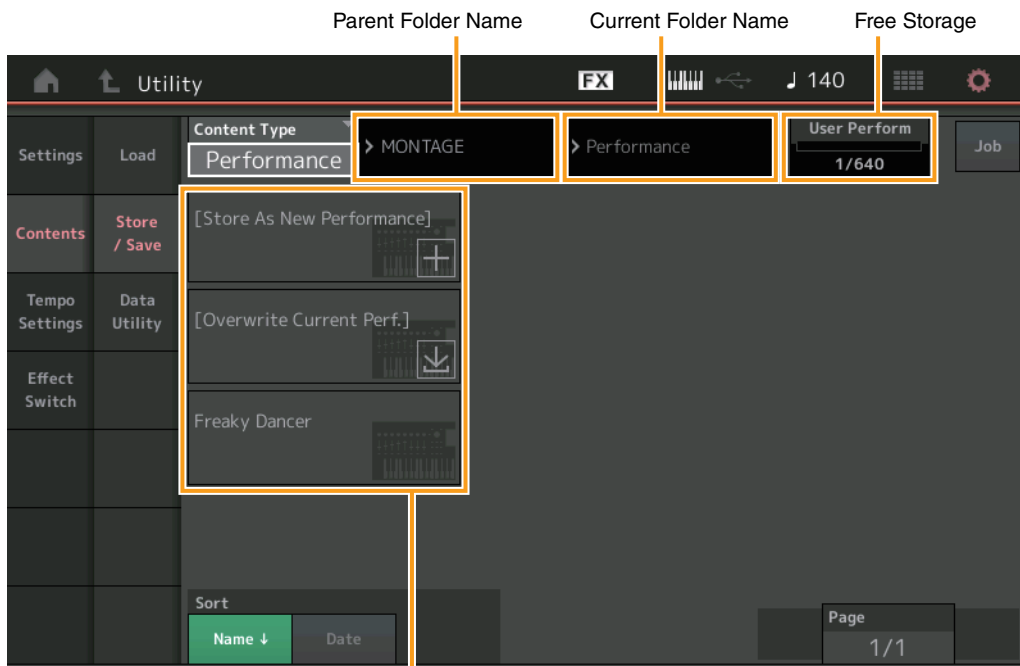 Parent Folder Name
Current Folder Name
Free Storage
Utility
FX
140
Settings
Load
Content Type
Performance
> MONTAGE
> Performance
User Perform
1/640
Job
Contents
Store
/ Save
[Store As New Performance]
Tempo
Settings
Data
Utility
[Overwrite Current Perf.]
Effect
Switch
Freaky Dancer
Sort
Name ↓
Date
Page
1/1